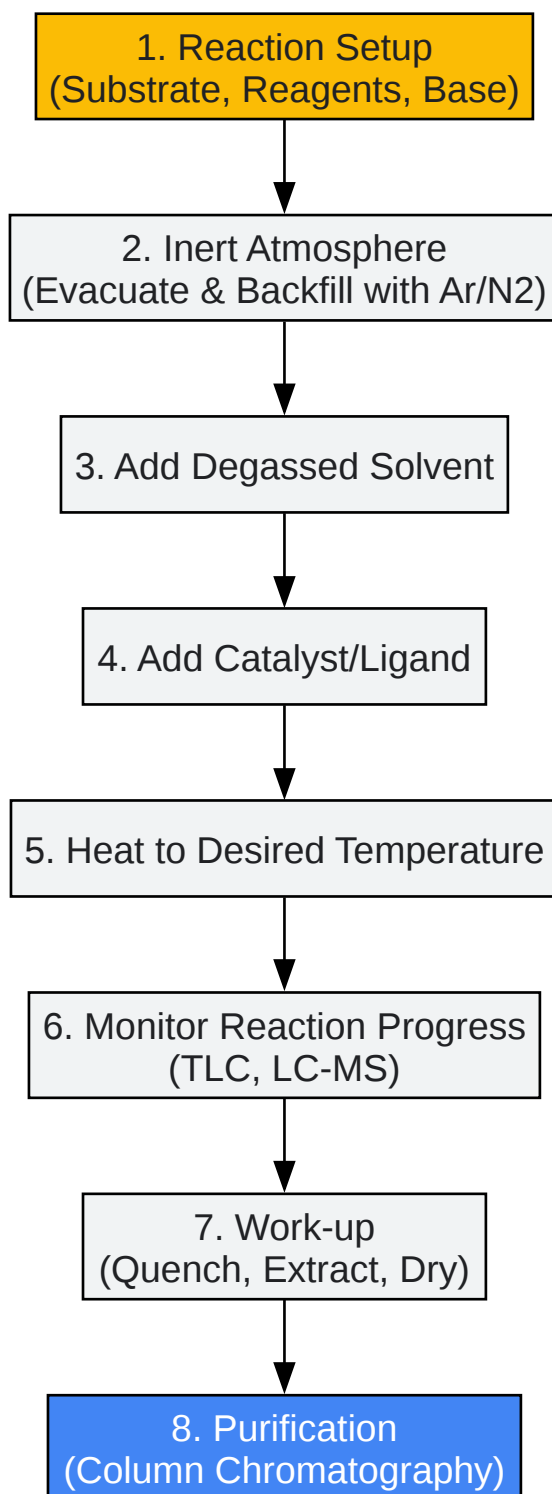 1. Reaction Setup
(Substrate, Reagents, Base)
2. Inert Atmosphere
(Evacuate & Backfill with Ar/N2)
3. Add Degassed Solvent
4. Add Catalyst/Ligand
5. Heat to Desired Temperature
6. Monitor Reaction Progress
(TLC, LC-MS)
7. Work-up
(Quench, Extract, Dry)
8. Purification
(Column Chromatography)